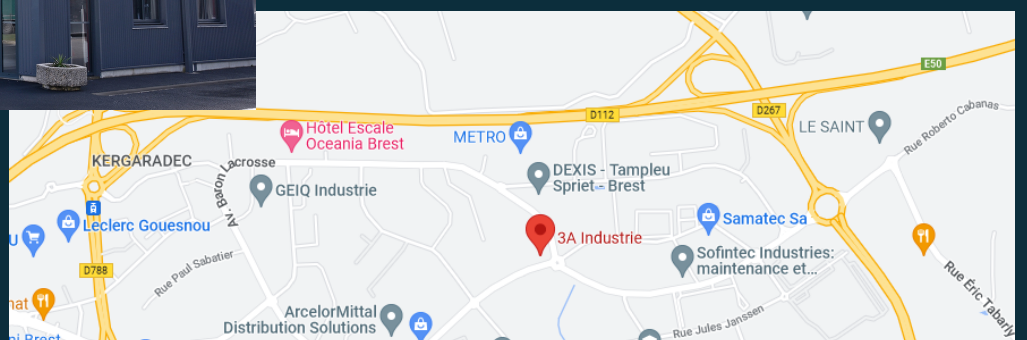 E50
D112
D267
Hôtel Escale
Oceania Brest
METRO
LE SAINT
Rue Roberto Cabanas
KERGARADEC
Av. Baron Lacrosse
DEXIS - Tampleu
Spriet - Brest
GEIQ Industrie
Leclerc Gouesnou
U
Samatec Sa
3A Industrie
Sofintec Industries:
maintenance et...
D788
Rue Paul Sabatier
Rue Éric Tabarly
nat
ArcelorMittal
Distribution Solutions
Rue Jules Janssen
Brest